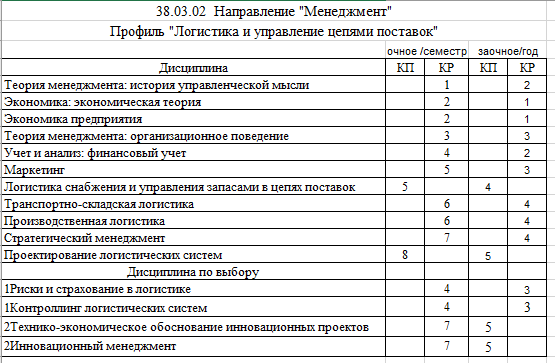 38.03.02 Направление "Менеджмент"
Профиль "Логистика и управление цепями поставок"
очное /семестр заочное/год
Дисциплина КП КР КП КР
Теория менеджмента: история управленческой мысли 1 2
Экономика: экономическая теория 2 1
Экономика предприятия 2 1
Теория менеджмента: организационное поведение 3 3
Учет и анализ: финансовый учет 4 2
Маркетинг 5 3
Логистика снабжения и управления запасами в цепях поставок 5 4
Транспортно-складская логистика 6 4
Производственная логистика 6 4
Стратегический менеджмент 7 4
Проектирование логистических систем 8 5
Дисциплина по выбору
1Риски и страхование в логистике 4 3
1Контроллинг логистических систем 4 3
2Технико-экономическое обоснование инновационных проектов 7 5
2Инновационный менеджмент 7 5